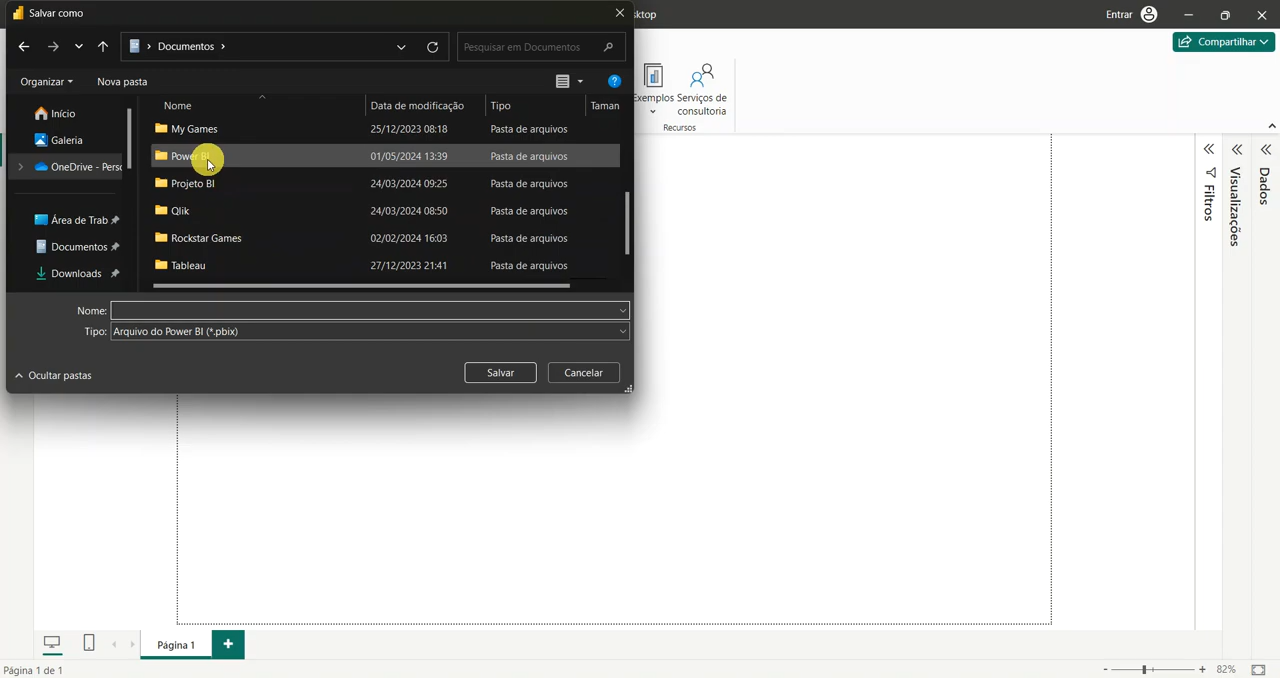 Salvar como
sktop
Entrar
Documentos
Pesquisar em Documentos
Compartilhar
Organizar
Nova pasta
Exemplos
Serviços de
consultoria
Recursos
Início
Galeria
OneDrive - Perso
Área de Trab
Documentos
Downloads
Nome Data de modificação Tipo Taman
My Games 25/12/2023 08:18 Pasta de arquivos
Power BI 01/05/2024 13:39 Pasta de arquivos
Projeto BI 24/03/2024 09:25 Pasta de arquivos
Qlik 24/03/2024 08:50 Pasta de arquivos
Rockstar Games 02/02/2024 16:03 Pasta de arquivos
Tableau 27/12/2023 21:41 Pasta de arquivos
Nome:
Tipo: Arquivo do Power BI (*.pbix)
Ocultar pastas
Salvar
Cancelar
Filtros
Visualizações
Dados
Página 1
Página 1 de 1
82%